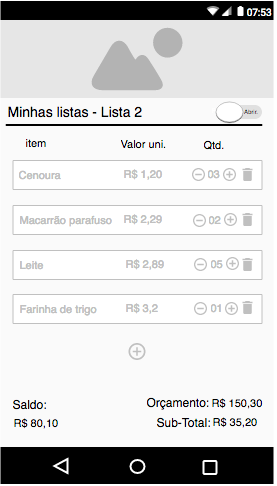 07:53
Minhas listas - Lista 2 Abrir
item Valor uni. Qtd.
Cenoura R$ 1,20 03
Macarrão parafuso R$ 2,29 02
Leite R$ 2,89 05
Farinha de trigo R$ 3,2 01
Saldo: Orçamento: R$ 150,30
R$ 80,10 Sub-Total: R$ 35,20